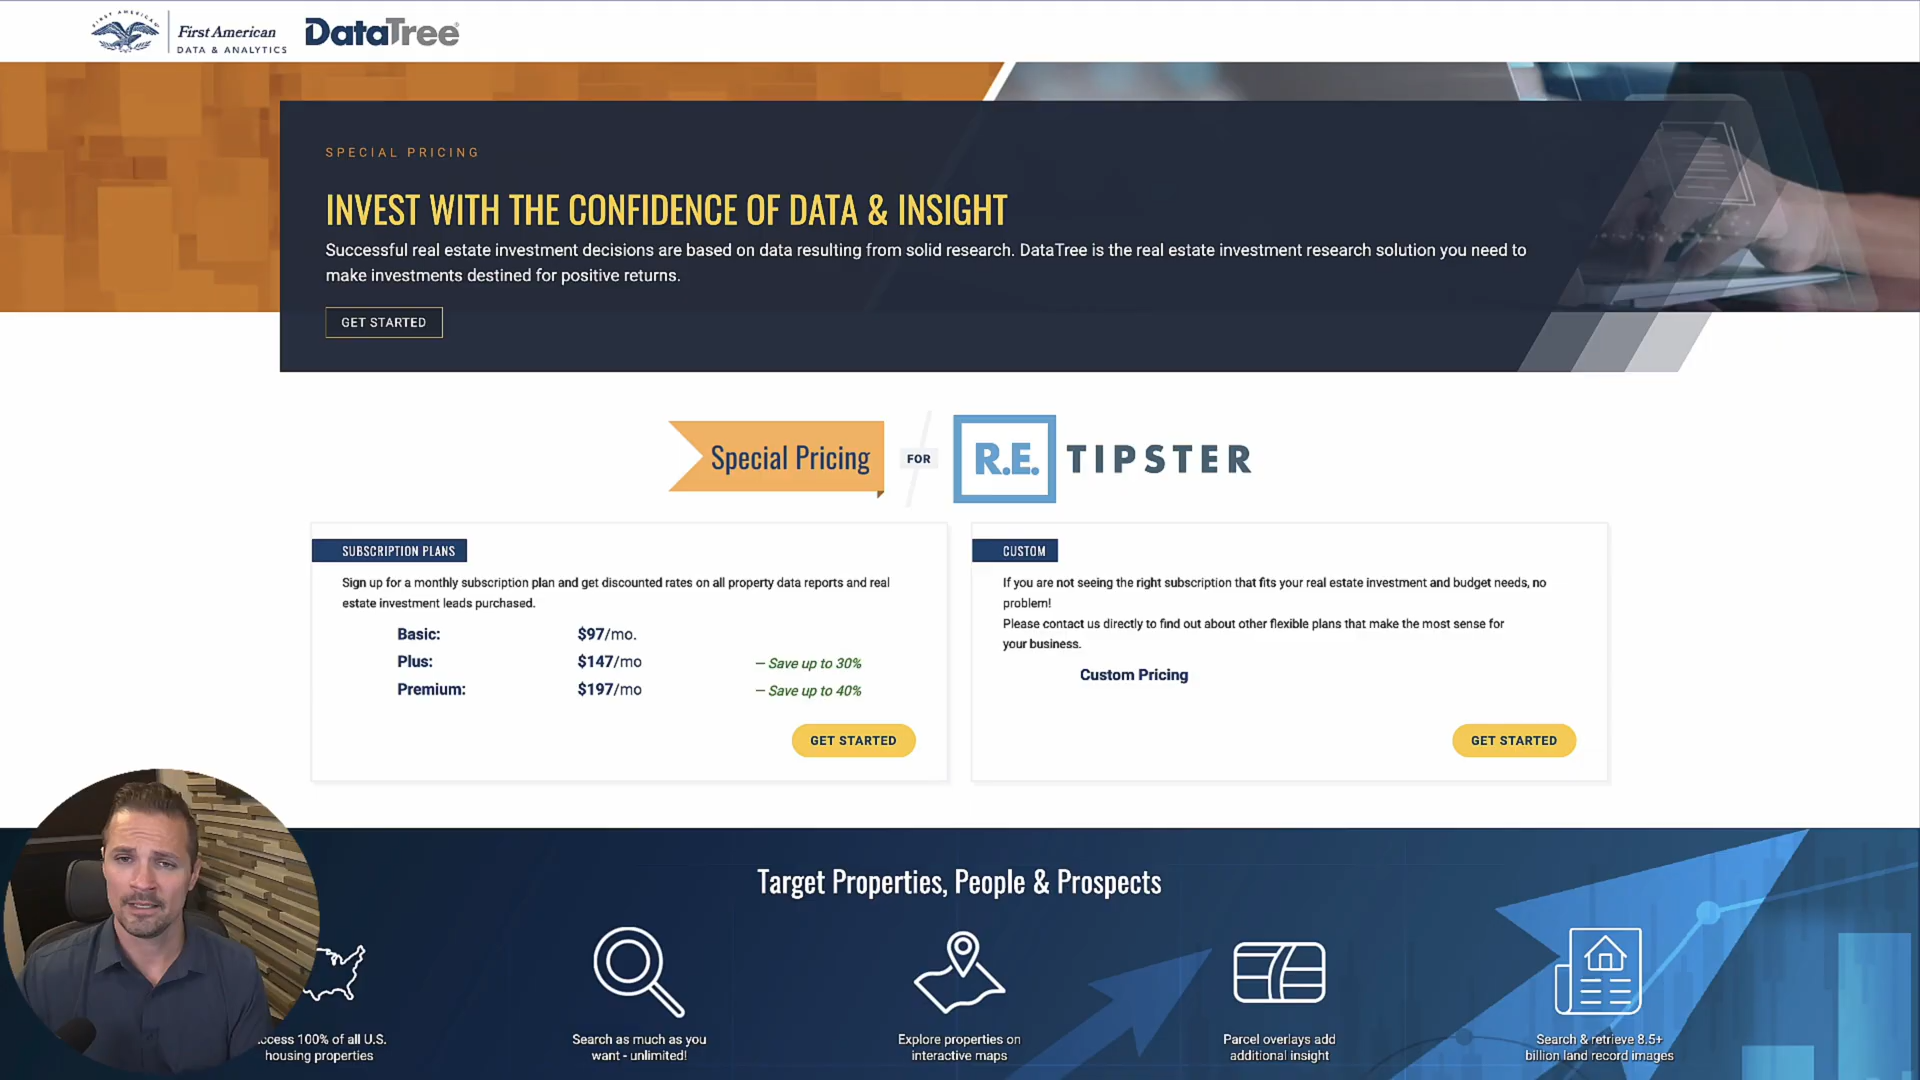 First American
DATA & ANALYTICS
DataTree
SPECIAL PRICING
INVEST WITH THE CONFIDENCE OF DATA & INSIGHT
Successful real estate investment decisions are based on data resulting from solid research. DataTree is the real estate investment research solution you need to
make investments destined for positive returns.
GET STARTED
Special Pricing
FOR
R.E. TIPSTER
SUBSCRIPTION PLANS
Sign up for a monthly subscription plan and get discounted rates on all property data reports and real
estate investment leads purchased.
Basic: $97/mo.
Plus: $147/mo – Save up to 30%
Premium: $197/mo – Save up to 40%
GET STARTED
CUSTOM
If you are not seeing the right subscription that fits your real estate investment and budget needs, no
problem!
Please contact us directly to find out about other flexible plans that make the most sense for
your business.
Custom Pricing
GET STARTED
Target Properties, People & Prospects
ccess 100% of all U.S.
housing properties
Search as much as you
want - unlimited!
Explore properties on
interactive maps
Parcel overlays add
additional insight
Search & retrieve 8.5+
billion land record images